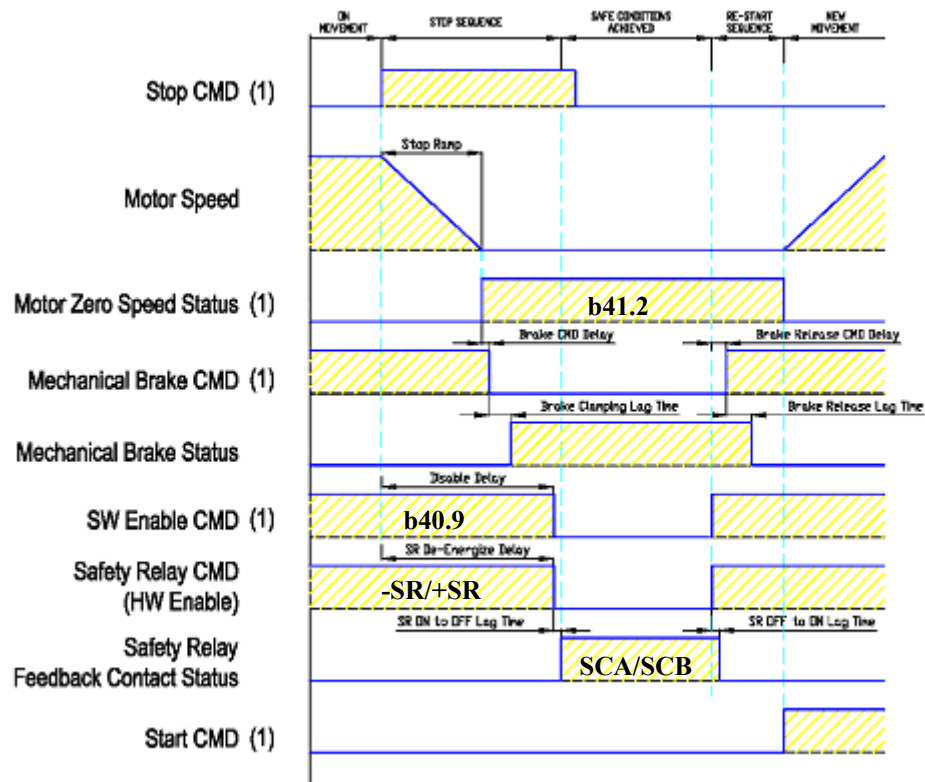 ON MOVEMENT
STOP SEQUENCE
SAFE CONDITIONS ACHIEVED
RE-START SEQUENCE
NEW MOVEMENT
Stop CMD (1)
Stop Ramp
Motor Speed
Motor Zero Speed Status (1)
b41.2
Brake CMD Delay
Brake Release CMD Delay
Mechanical Brake CMD (1)
Brake Clamping Lag Time
Brake Release Lag Time
Mechanical Brake Status
Disable Delay
SW Enable CMD (1)
b40.9
SR De-Energize Delay
Safety Relay CMD
(HW Enable)
-SR/+SR
SR ON to OFF Lag Time
SR OFF to ON Lag Time
Safety Relay
Feedback Contact Status
SCA/SCB
Start CMD (1)